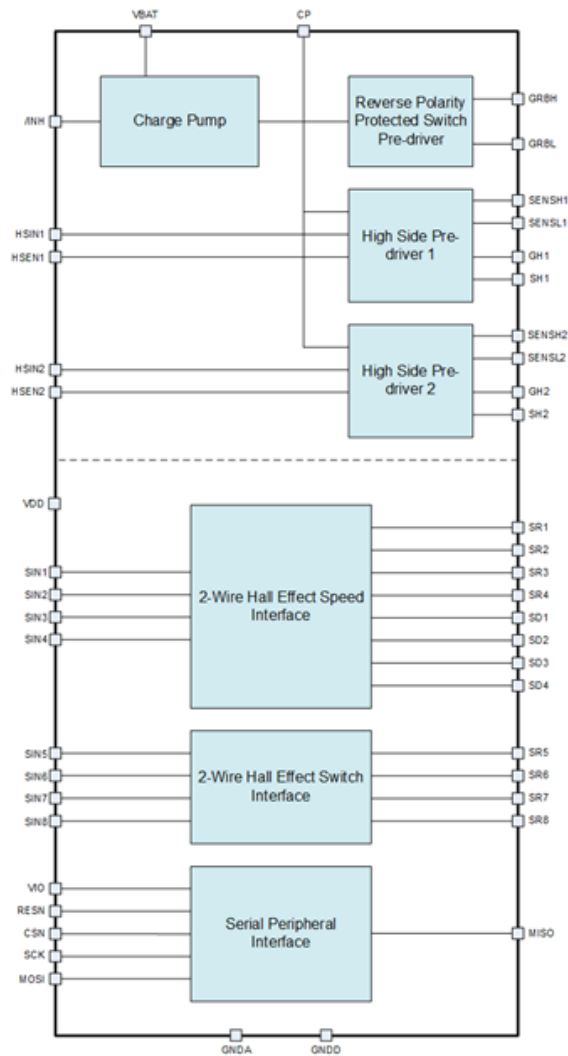 VBAT
CP
/INH
Charge Pump
Reverse Polarity
Protected Switch
Pre-driver
GRBH
GRBL
HSIN1
HSEN1
High Side Pre-
driver 1
SENSH1
SENSL1
GH1
SH1
HSIN2
HSEN2
High Side Pre-
driver 2
SENSH2
SENSL2
GH2
SH2
VDD
SIN1
SIN2
SIN3
SIN4
2-Wire Hall Effect Speed
Interface
SR1
SR2
SR3
SR4
SD1
SD2
SD3
SD4
SIN5
SIN6
SIN7
SIN8
2-Wire Hall Effect Switch
Interface
SR5
SR6
SR7
SR8
VIO
RESN
CSN
SCK
MOSI
Serial Peripheral
Interface
MISO
GNDA
GNDD